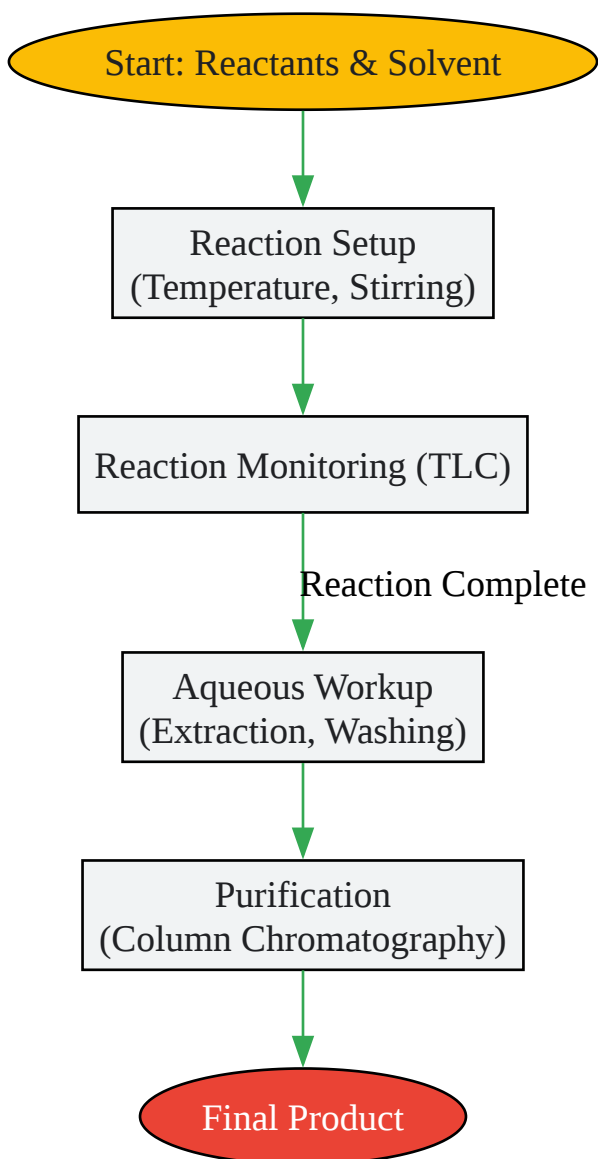 Start: Reactants & Solvent
Reaction Setup
(Temperature, Stirring)
Reaction Monitoring (TLC)
Reaction Complete
Aqueous Workup
(Extraction, Washing)
Purification
(Column Chromatography)
Final Product